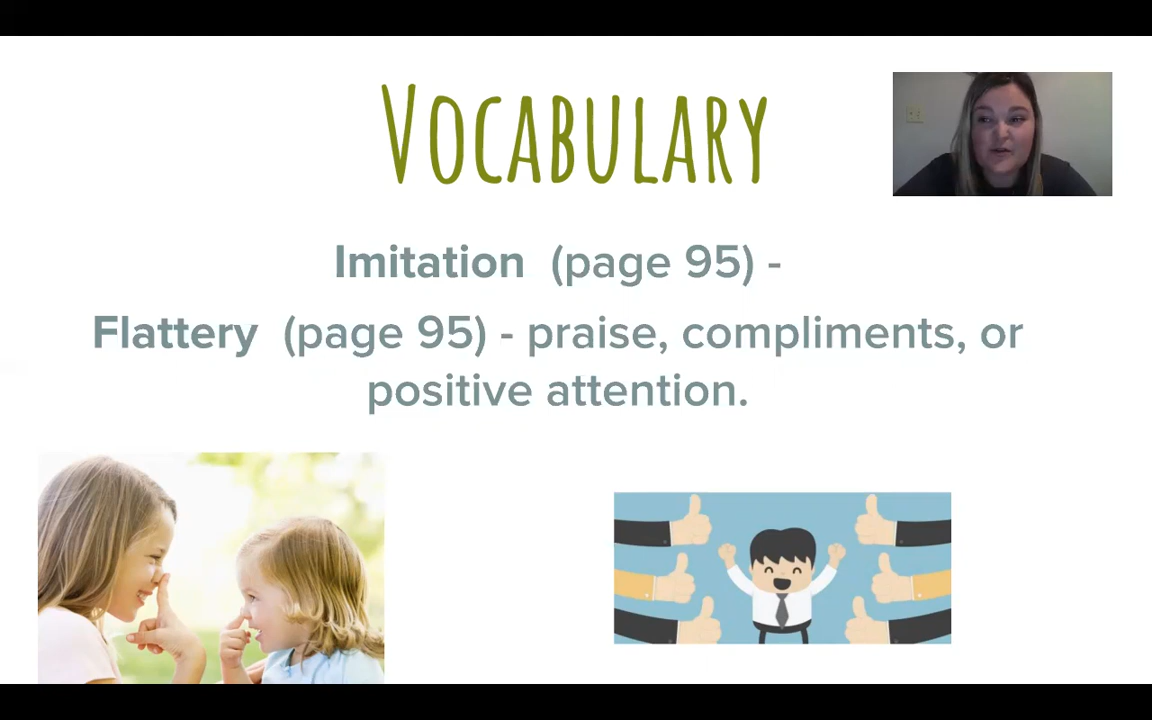 VOCABULARY
Imitation (page 95) -
Flattery (page 95) - praise, compliments, or
positive attention.